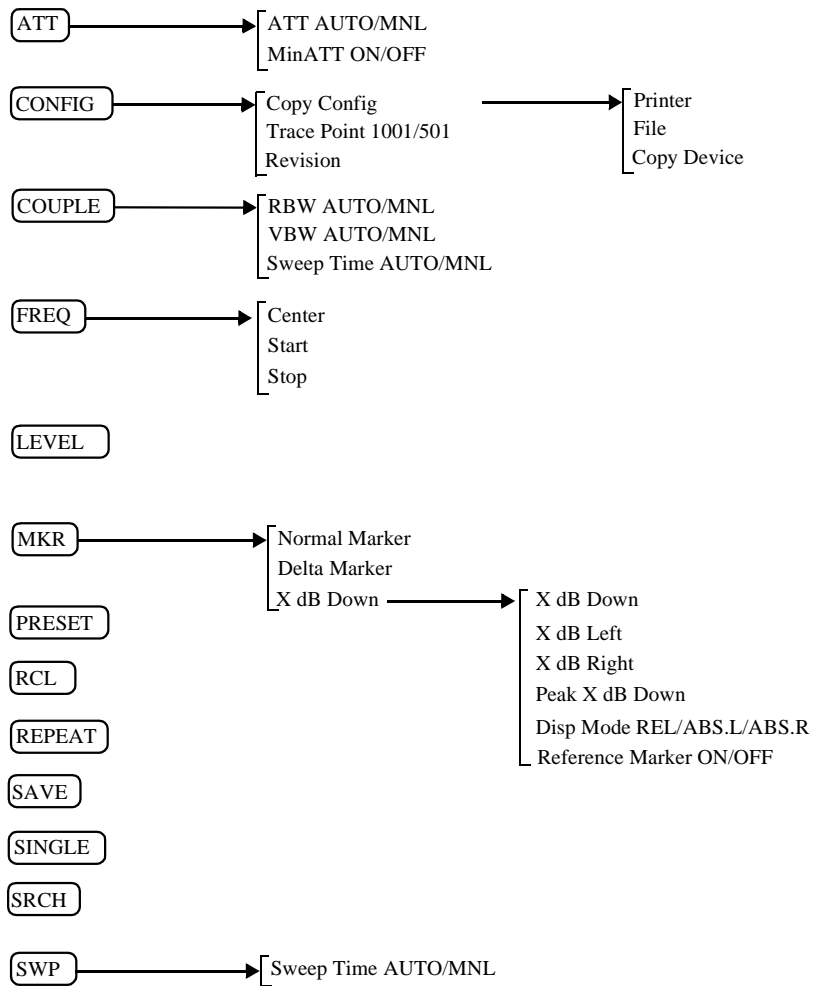 ATT
ATT AUTO/MNL
MinATT ON/OFF
CONFIG
Copy Config
Trace Point 1001/501
Revision
Printer
File
Copy Device
COUPLE
RBW AUTO/MNL
VBW AUTO/MNL
Sweep Time AUTO/MNL
FREQ
Center
Start
Stop
LEVEL
MKR
Normal Marker
Delta Marker
X dB Down
X dB Down
X dB Left
X dB Right
Peak X dB Down
Disp Mode REL/ABS.L/ABS.R
Reference Marker ON/OFF
PRESET
RCL
REPEAT
SAVE
SINGLE
SRCH
SWP
Sweep Time AUTO/MNL